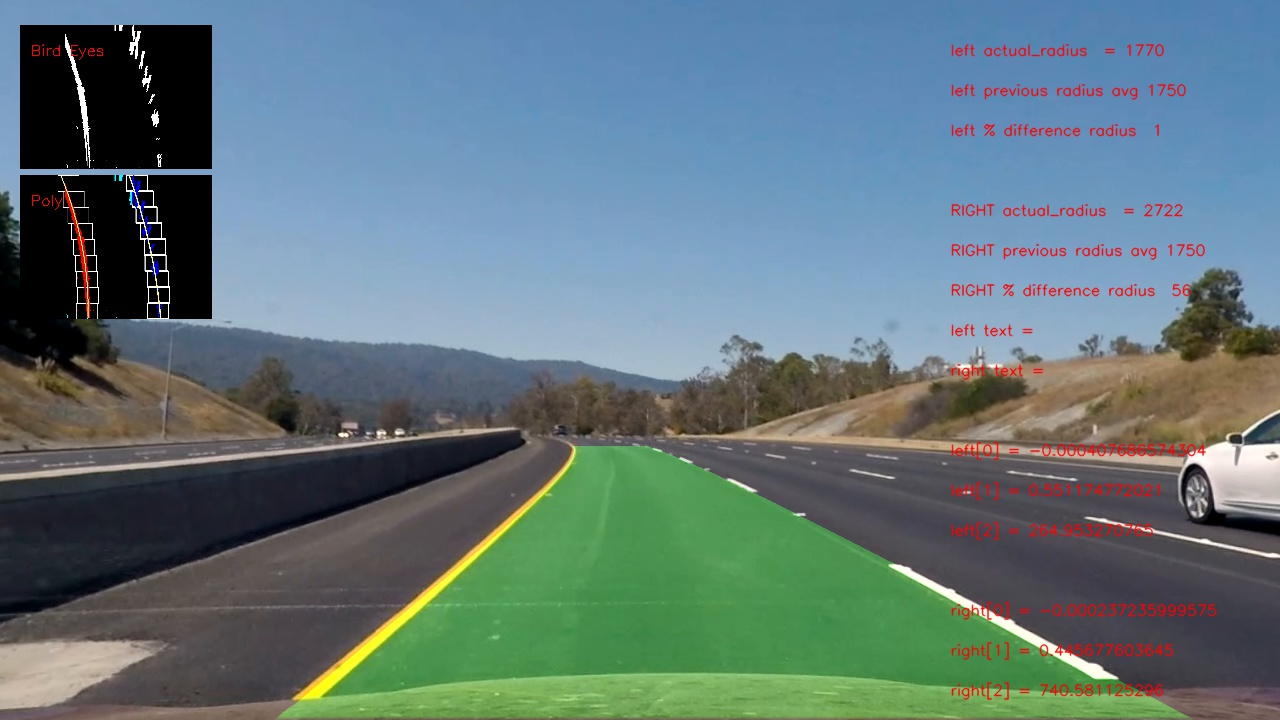 Bird Eyes
Poly
left actual_radius = 1770
left previous radius avg 1750
left % difference radius 1
RIGHT actual_radius = 2722
RIGHT previous radius avg 1750
RIGHT % difference radius 56
left text =
right text =
left[0] = -0.000407686574304
left[1] = 0.551174772021
left[2] = 264.953270765
right[0] = -0.000237235999575
right[1] = 0.445677603645
right[2] = 740.581125296